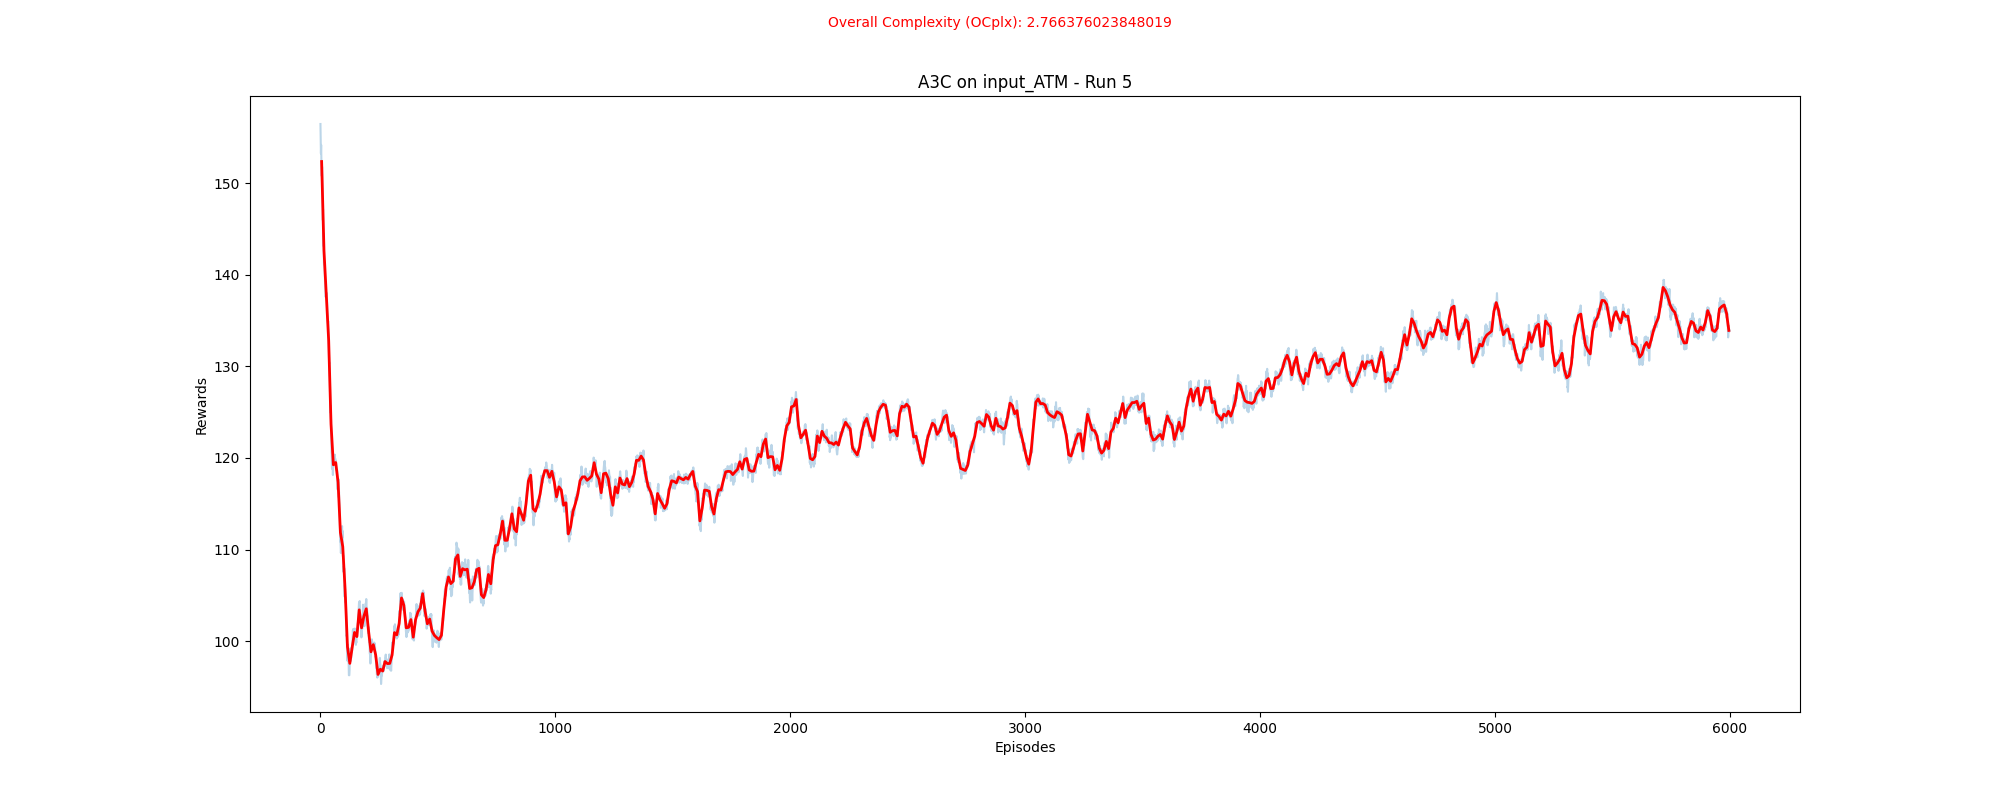 Overall Complexity (OCplx): 2.766376023848019
A3C on input_ATM - Run 5
Rewards
150
140
130
120
110
100
0 1000 2000 3000 4000 5000 6000
Episodes